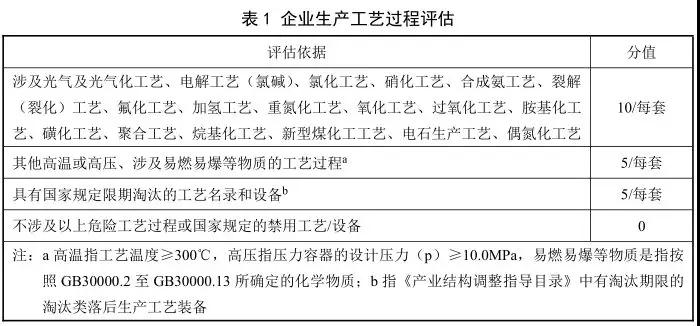 表1 企业生产工艺过程评估
评估依据 分值
涉及光气及光气化工艺、电解工艺（氯碱）、氯化工艺、硝化工艺、合成氨工艺、裂解
（裂化）工艺、氟化工艺、加氢工艺、重氮化工艺、氧化工艺、过氧化工艺、胺基化工
艺、磺化工艺、聚合工艺、烷基化工艺、新型煤化工工艺、电石生产工艺、偶氮化工艺
10/每套
其他高温或高压、涉及易燃易爆等物质的工艺过程a 5/每套
具有国家规定限期淘汰的工艺名录和设备b 5/每套
不涉及以上危险工艺过程或国家规定的禁用工艺/设备 0
注：a 高温指工艺温度≥300℃，高压指压力容器的设计压力（p）≥10.0MPa，易燃易爆等物质是指按
照 GB30000.2 至 GB30000.13 所确定的化学物质；b 指《产业结构调整指导目录》中有淘汰期限的
淘汰类落后生产工艺装备